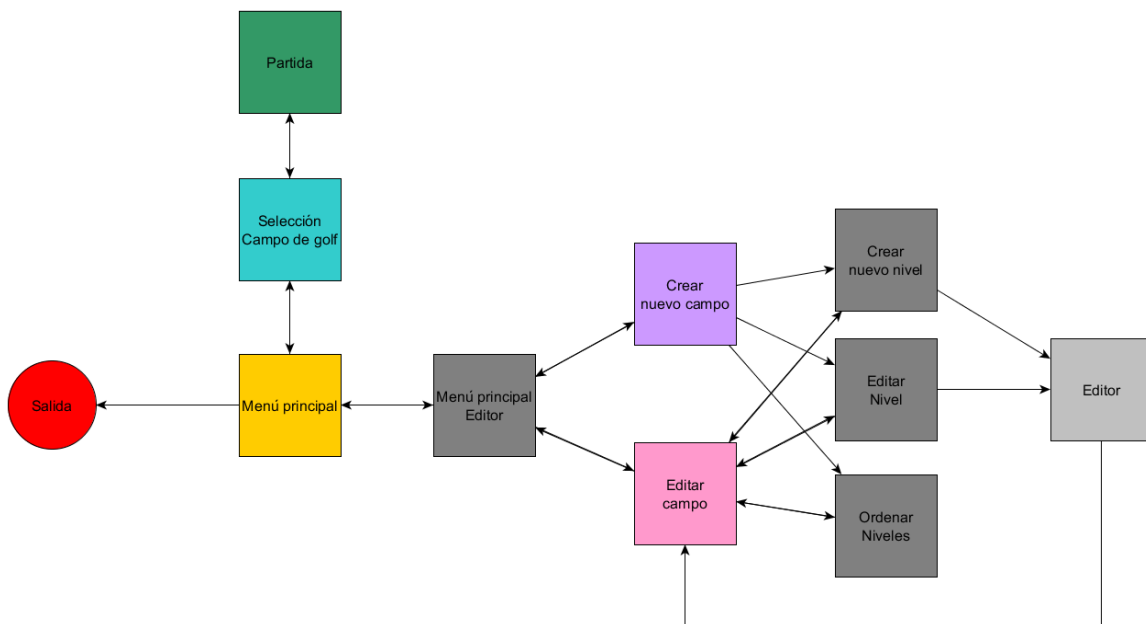 Partida
Selección
Campo de golf
Crear
nuevo nivel
Crear
nuevo campo
Salida
Menú principal
Menú principal
Editor
Editar
Nivel
Editor
Editar
campo
Ordenar
Niveles